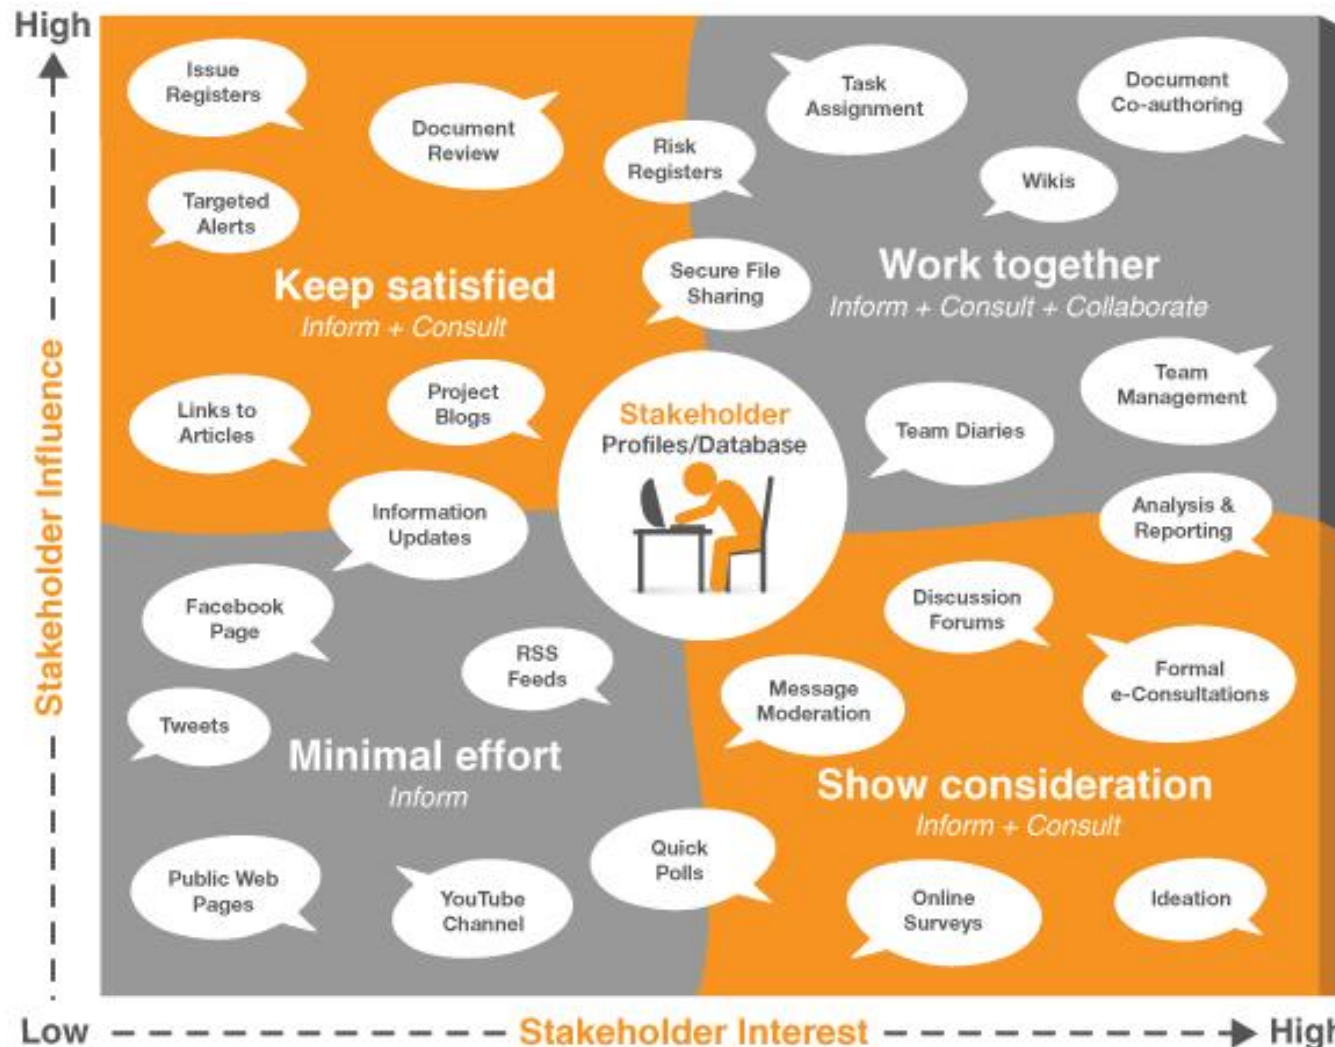 High
Issue
Registers
Document
Review
Risk
Registers
Task
Assignment
Document
Co-authoring
Targeted
Alerts
Wikis
Keep satisfied
Inform + Consult
Secure File
Sharing
Work together
Inform + Consult + Collaborate
Links to
Articles
Project
Blogs
Stakeholder
Profiles/Database
Team Diaries
Team
Management
Information
Updates
Analysis &
Reporting
Stakeholder Influence
Facebook
Page
RSS
Feeds
Discussion
Forums
Message
Moderation
Formal
e-Consultations
Tweets
Minimal effort
Inform
Show consideration
Inform + Consult
Public Web
Pages
YouTube
Channel
Quick
Polls
Online
Surveys
Ideation
Low
Stakeholder Interest
High